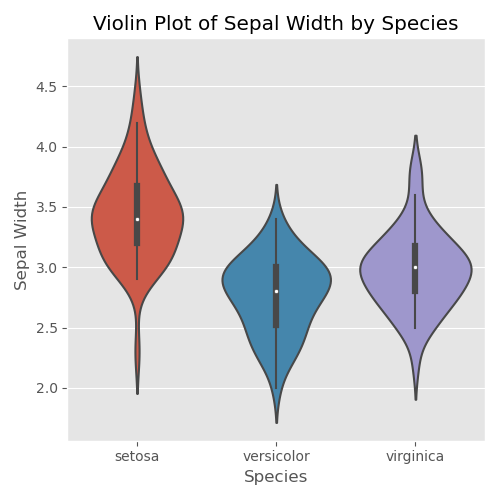 Violin Plot of Sepal Width by Species
4.5
4.0
3.5
3.0
2.5
2.0
Sepal Width
setosa versicolor virginica
Species